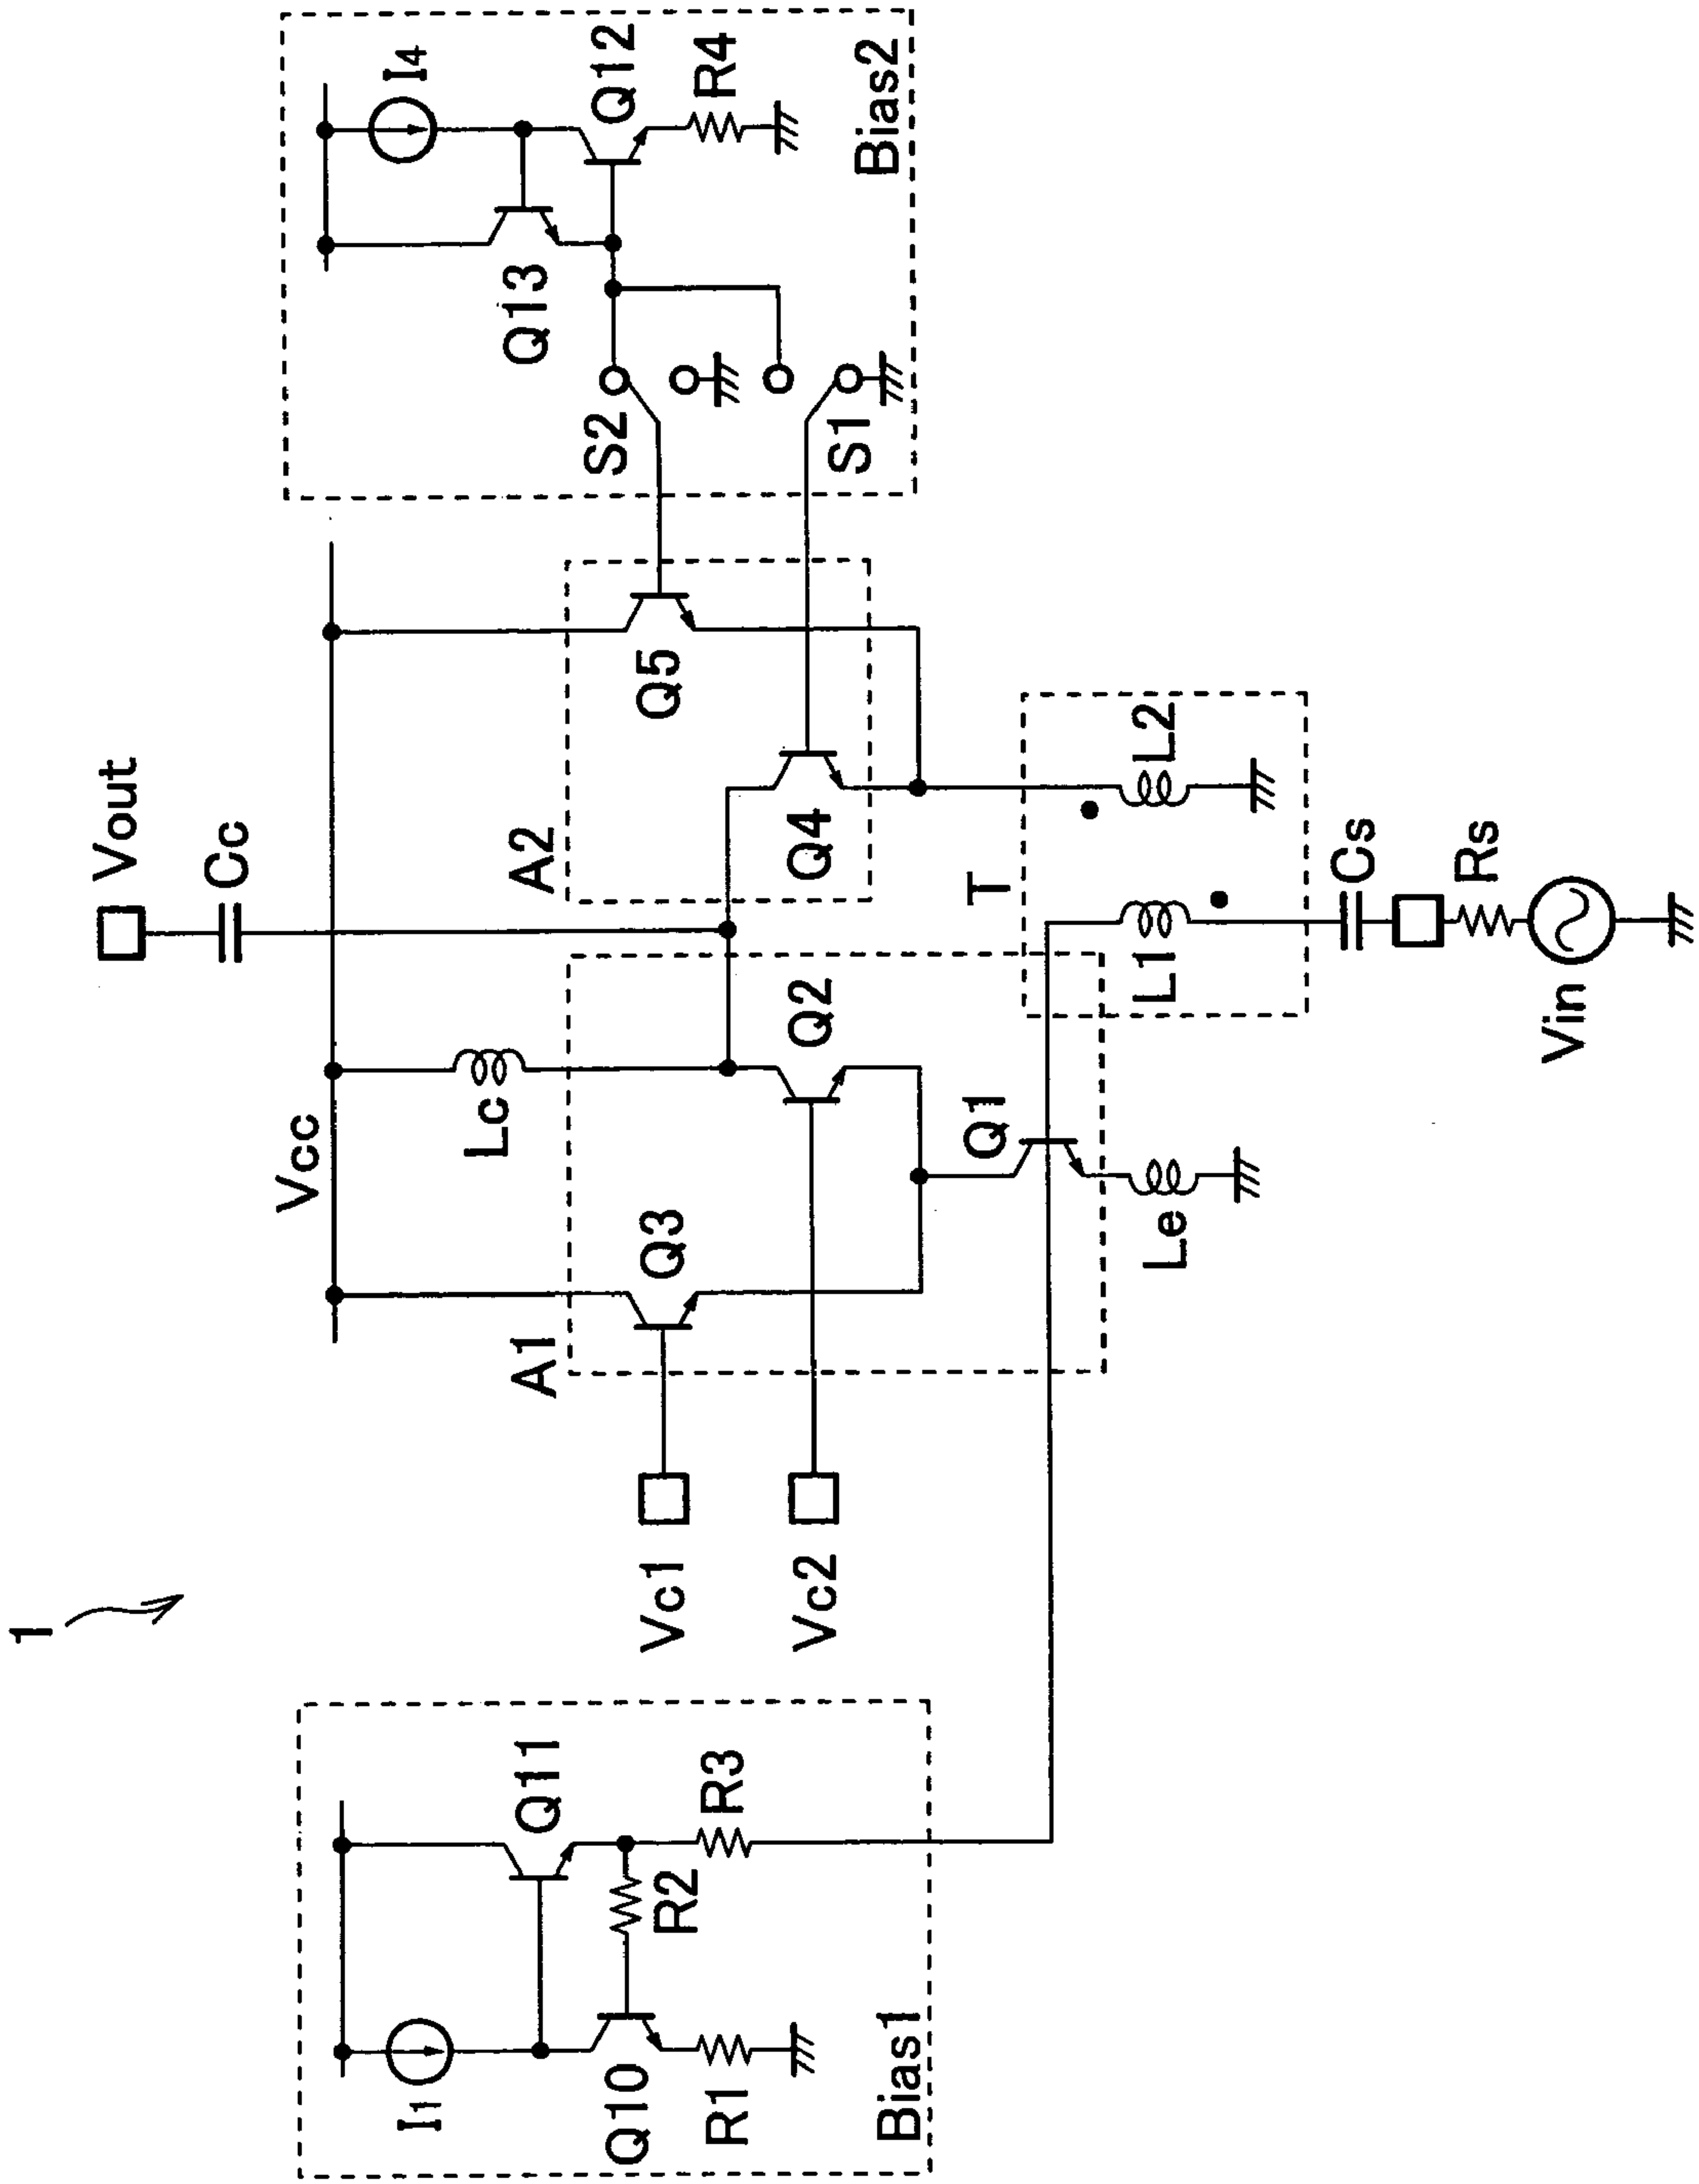 1
Vout
Cc
Vcc
Lc
A1
Q3
Q2
Q1
Le
Vc1
Vc2
A2
Q5
Q4
T
L1
L2
Cs
Rs
Vin
Bias1
I1
Q11
Q10
R1
R2
R3
Bias2
I4
Q13
Q12
R4
S2
S1